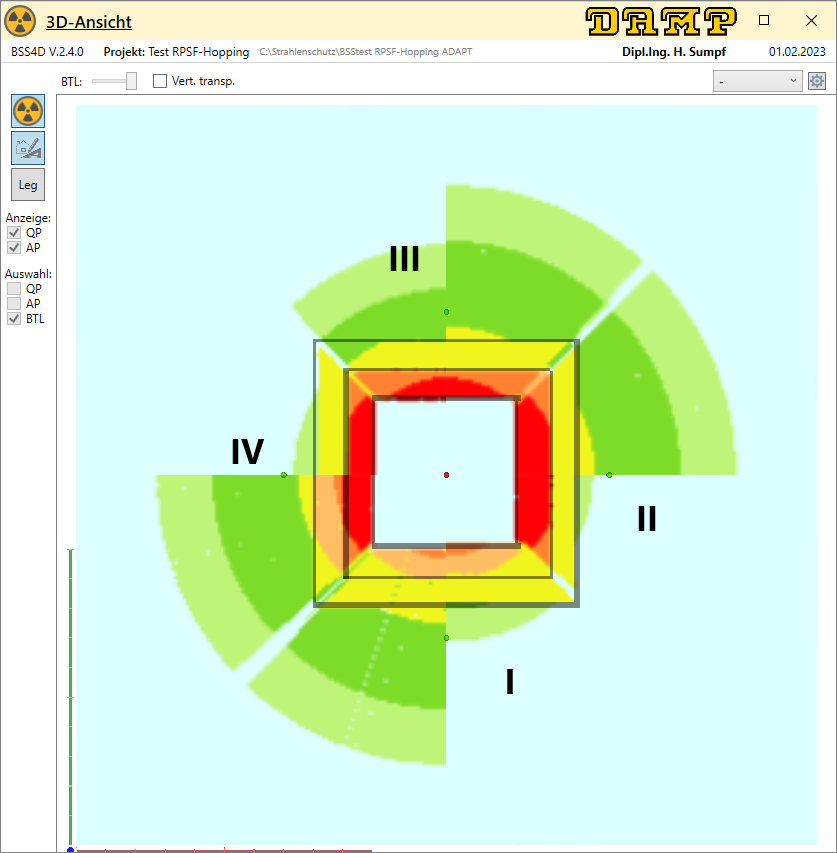 3D-Ansicht DAMP
BSS4D V.2.4.0 Projekt: Test RPSF-Hopping C:\Strahlenschutz\BSStest RPSF-Hopping ADAPT Dipl.Ing. H. Sumpf 01.02.2023
BTL: Vert. transp. -
Leg
Anzeige:
QP
AP
Auswahl:
QP
AP
BTL
III
IV
II
I